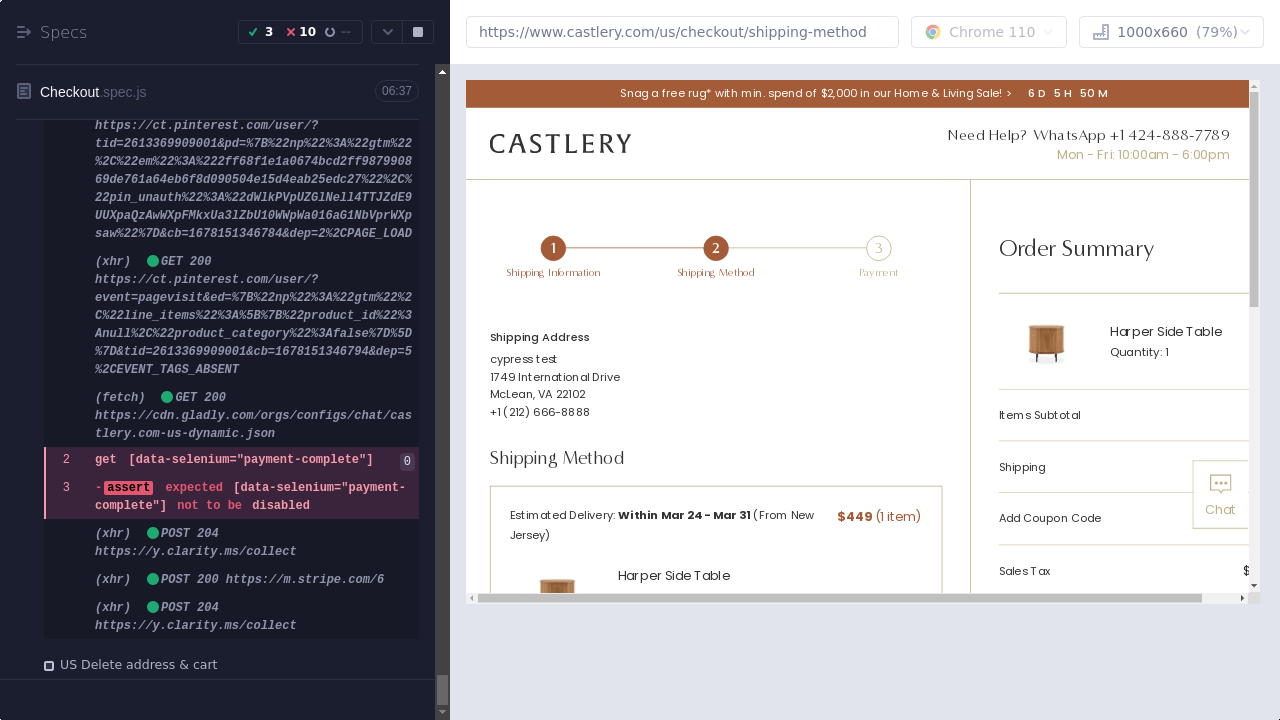 Specs
3
10
--
Checkout.spec.js
06:37
https://ct.pinterest.com/user/?
tid=2613369909001&pd=%7B%22np%22%3A%22gtm%22
%2C%22em%22%3A%222ff68f1e1a0674bcd2ff9879908
69de761a64eb6f8d090504e15d4eab25edc27%22%2C%
22pin_unauth%22%3A%22dWlkPVpUZGlNell4TTJZdE9
UUXpaQzAwWXpFMkxUa3lZbU10WWpWa016aG1NbVprWXp
saw%22%7D&cb=1678151346784&dep=2%2CPAGE_LOAD
(xhr) GET 200
https://ct.pinterest.com/user/?
event=pagevisit&ed=%7B%22np%22%3A%22gtm%22%2
C%22line_items%22%3A%5B%7B%22product_id%22%3
Anull%2C%22product_category%22%3Afalse%7D%5D
%7D&tid=2613369909001&cb=1678151346794&dep=5
%2CEVENT_TAGS_ABSENT
(fetch) GET 200
https://cdn.gladly.com/orgs/configs/chat/cas
tlery.com-us-dynamic.json
2 get [data-selenium="payment-complete"] 0
3 -assert expected [data-selenium="payment-
complete"] not to be disabled
(xhr) POST 204
https://y.clarity.ms/collect
(xhr) POST 200 https://m.stripe.com/6
(xhr) POST 204
https://y.clarity.ms/collect
US Delete address & cart
https://www.castlery.com/us/checkout/shipping-method
Chrome 110
1000x660 (79%)
Snag a free rug* with min. spend of $2,000 in our Home & Living Sale! > 6 D 5 H 50 M
CASTLERY
Need Help? WhatsApp +1 424-888-7789
Mon - Fri: 10:00am - 6:00pm
1
2
3
Shipping Information
Shipping Method
Payment
Shipping Address
cypress test
1749 International Drive
McLean, VA 22102
+1 (212) 666-8888
Shipping Method
Estimated Delivery: Within Mar 24 - Mar 31 (From New
Jersey)
$449 (1 item)
Harper Side Table
Order Summary
Harper Side Table
Quantity: 1
Items Subtotal
Shipping
Add Coupon Code
Sales Tax
$
Chat